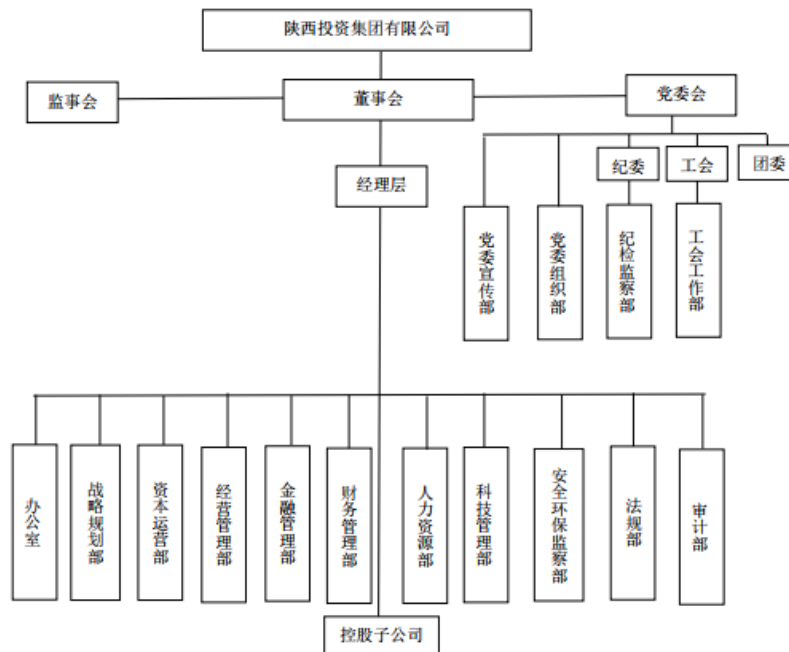 陕西投资集团有限公司
监事会
董事会
党委会
经理层
纪委
工会
团委
党委宣传部
党委组织部
纪检监察部
工会工作部
办公室
战略规划部
资本运营部
经营管理部
金融管理部
财务管理部
人力资源部
科技管理部
安全环保监察部
法规部
审计部
控股子公司